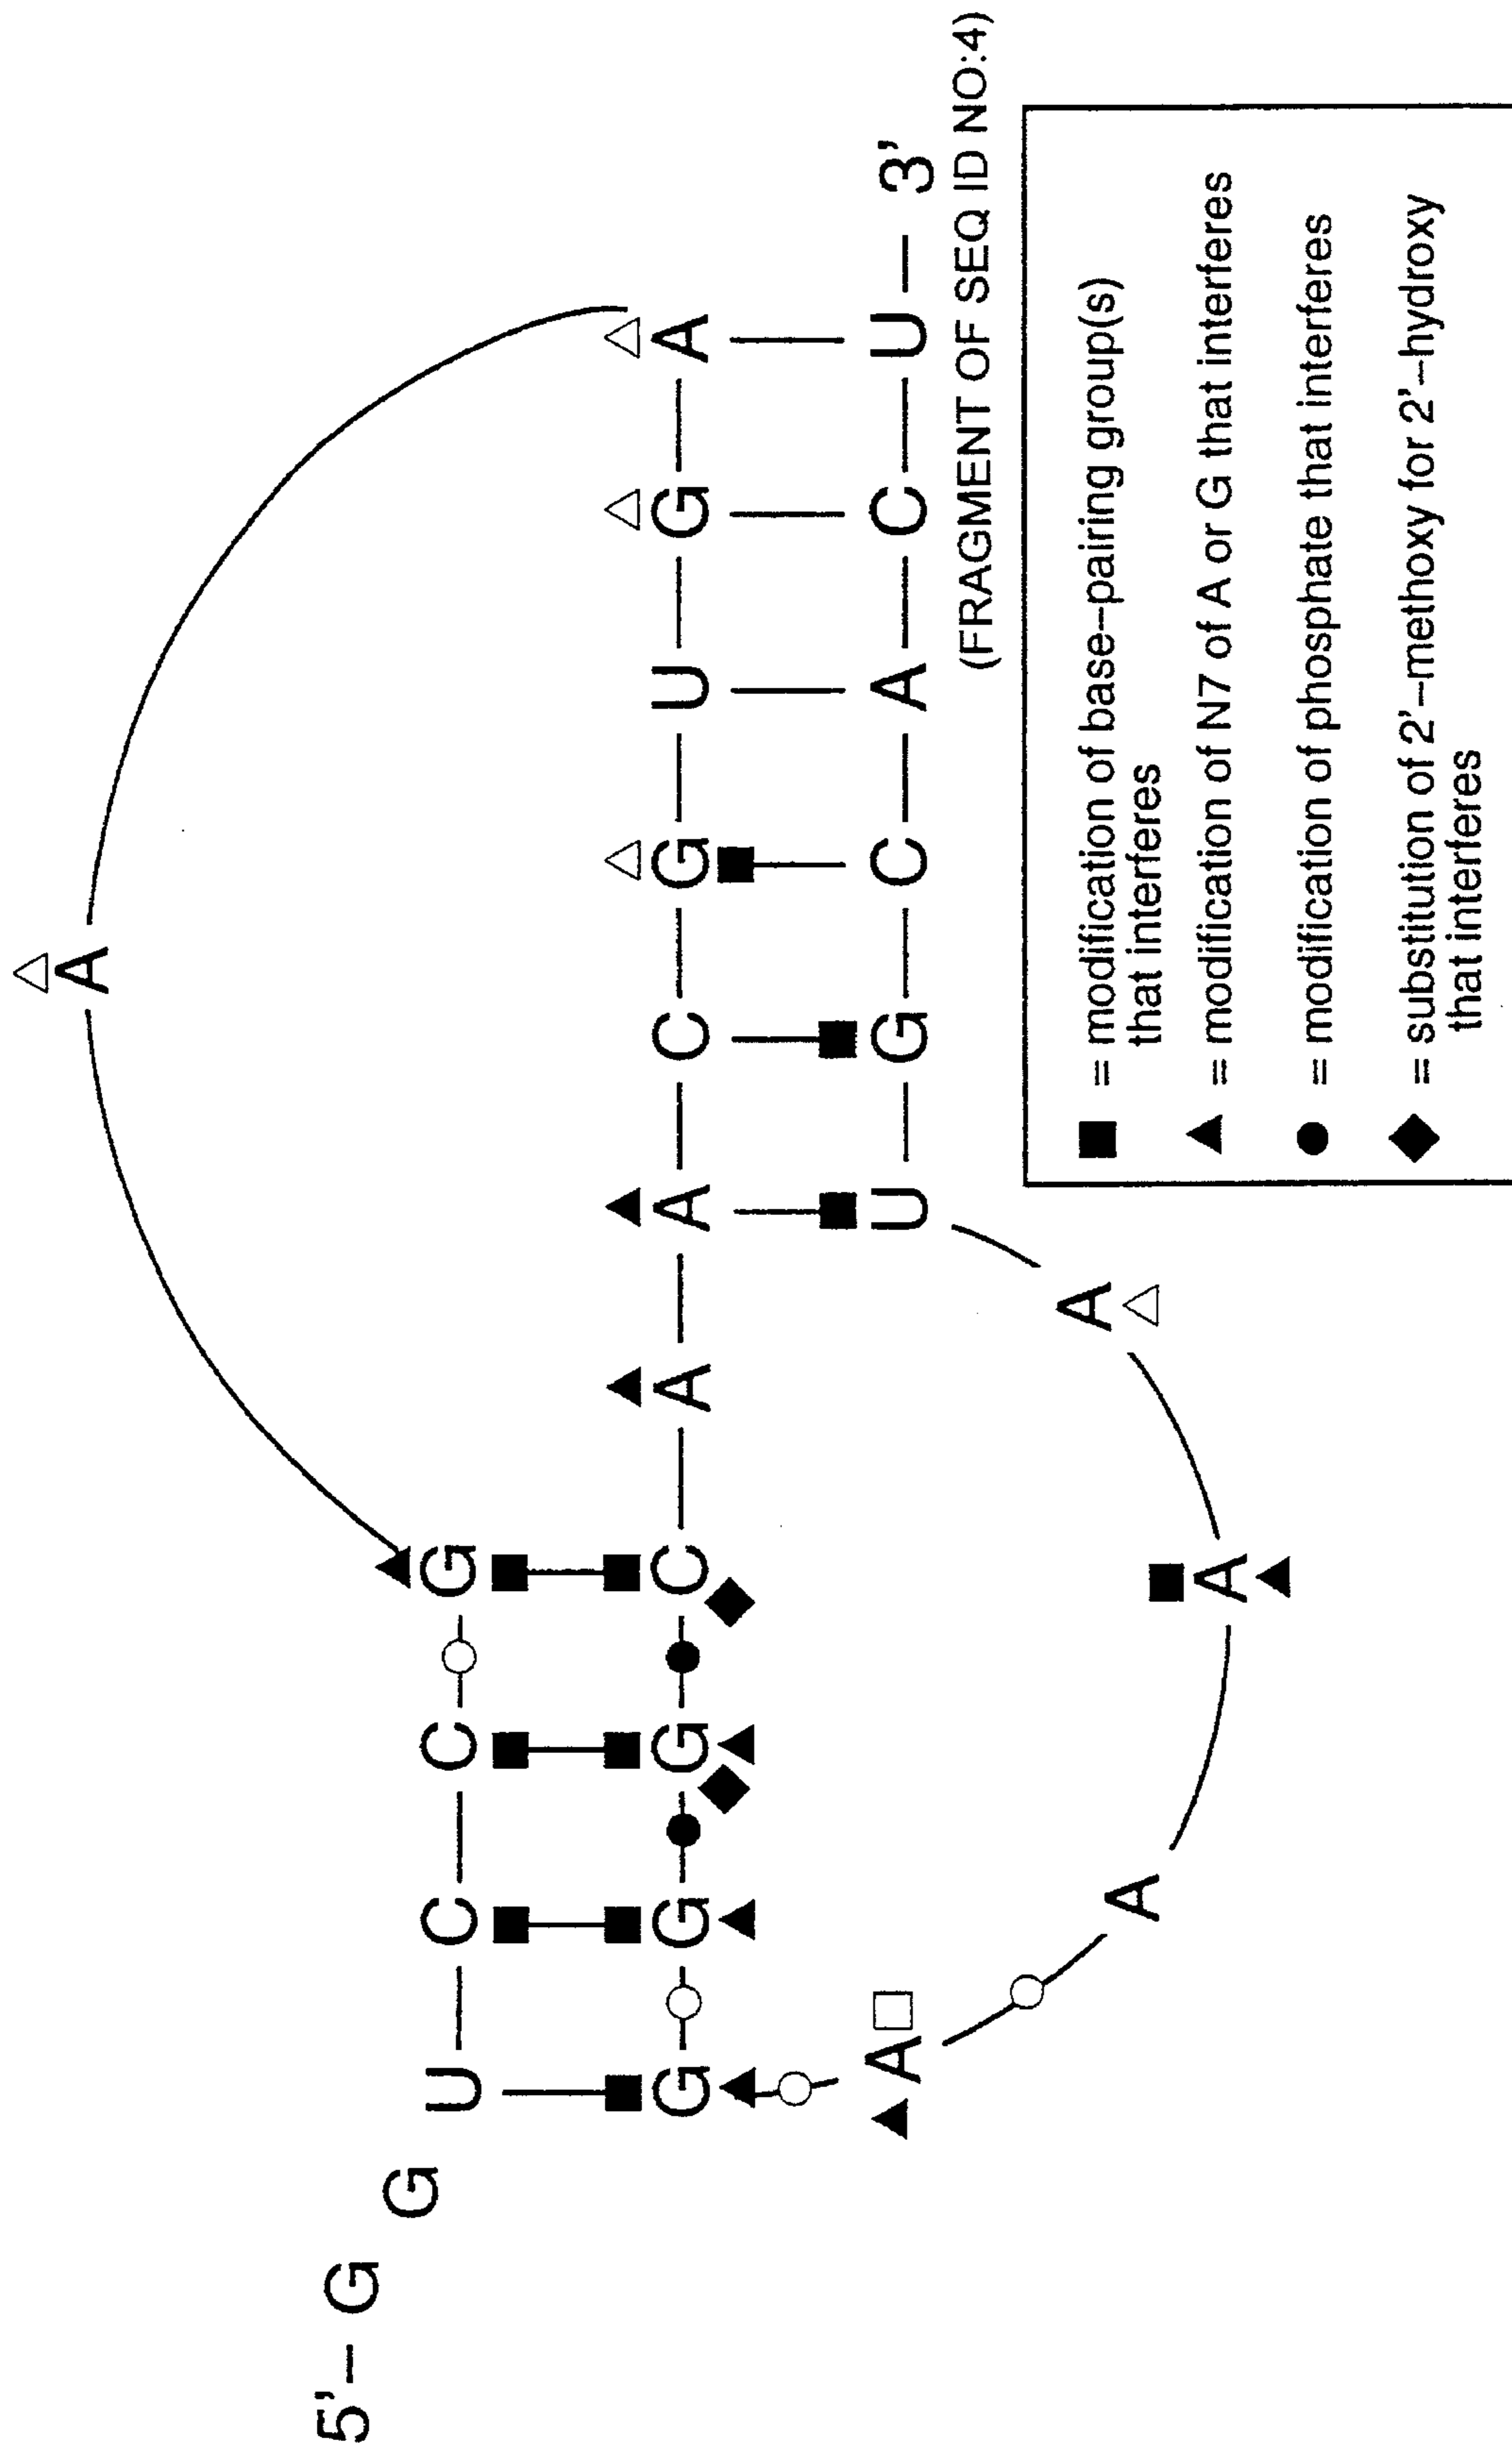 A
5'–G G U–C–C–G
G–G–G–C–A–A–C–G–U–G–A
A
U–G–C–A–C–U–3'
(FRAGMENT OF SEQ ID NO:4)
A
A
A
= modification of base–pairing group(s)
that interferes
= modification of N7 of A or G that interferes
= modification of phosphate that interferes
= substitution of 2'–methoxy for 2'–hydroxy
that interferes